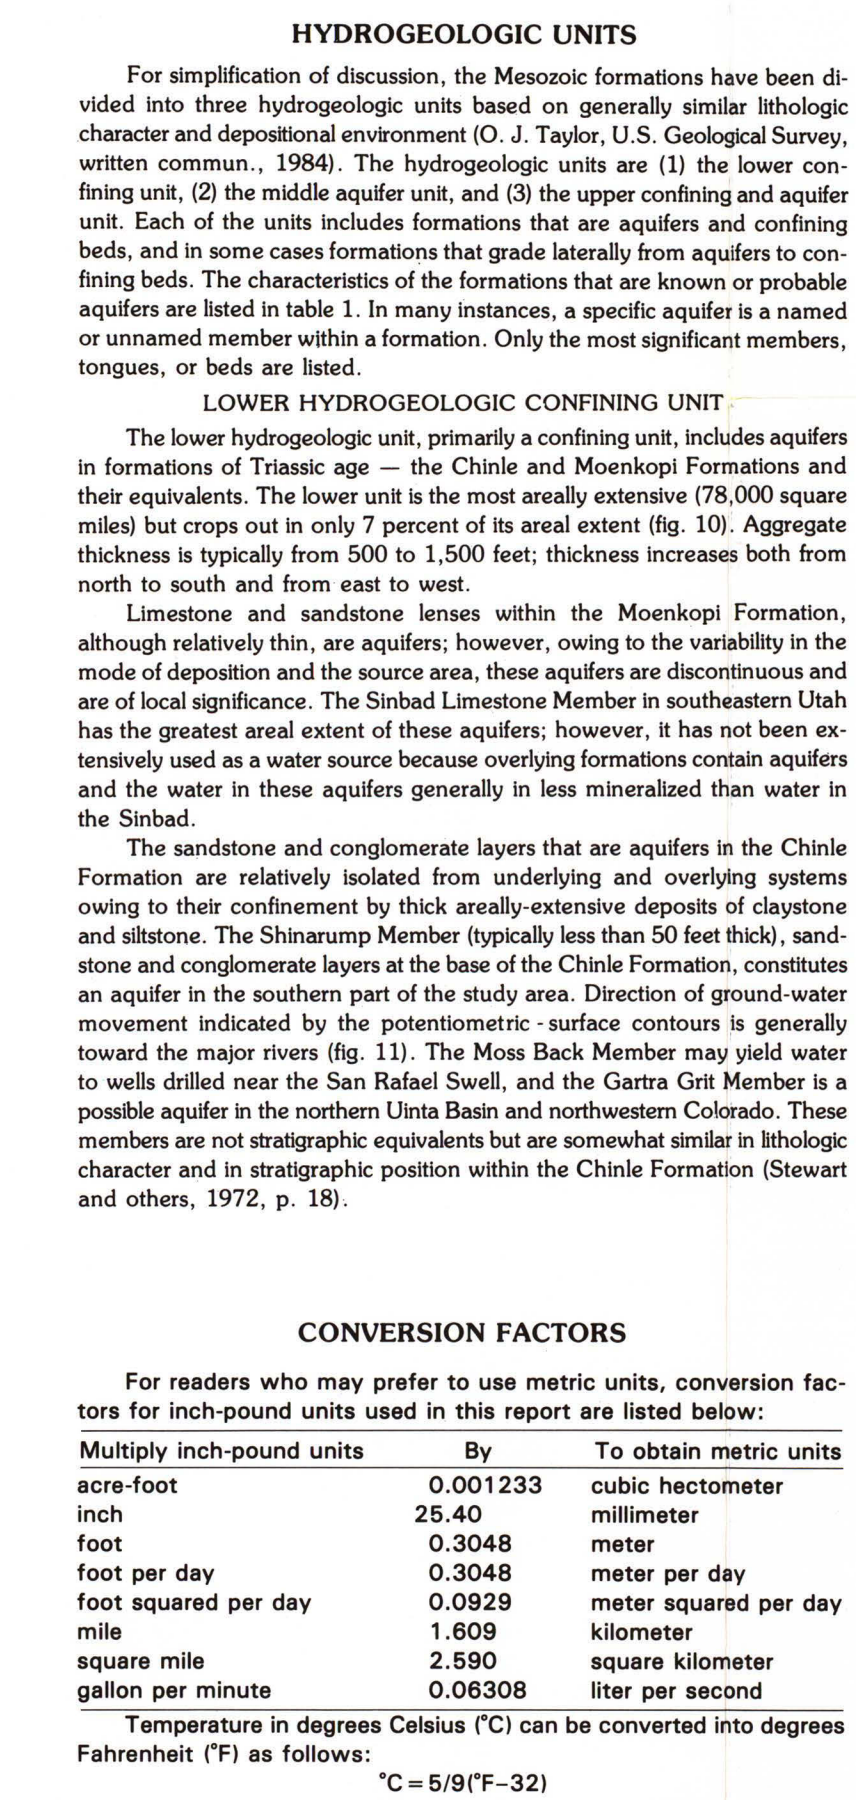 HYDROGEOLOGIC UNITS
For simplification of discussion, the Mesozoic formations have been di-
vided into three hydrogeologic units based on generally similar lithologic
character and depositional environment (O. J. Taylor, U.S. Geological Survey,
written commun., 1984). The hydrogeologic units are (1) the lower con-
fining unit, (2) the middle aquifer unit, and (3) the upper confining and aquifer
unit. Each of the units includes formations that are aquifers and confining
beds, and in some cases formations that grade laterally from aquifers to con-
fining beds. The characteristics of the formations that are known or probable
aquifers are listed in table 1. In many instances, a specific aquifer is a named
or unnamed member within a formation. Only the most significant members,
tongues, or beds are listed.
LOWER HYDROGEOLOGIC CONFINING UNIT
The lower hydrogeologic unit, primarily a confining unit, includes aquifers
in formations of Triassic age — the Chinle and Moenkopi Formations and
their equivalents. The lower unit is the most areally extensive (78,000 square
miles) but crops out in only 7 percent of its areal extent (fig. 10). Aggregate
thickness is typically from 500 to 1,500 feet; thickness increases both from
north to south and from east to west.
Limestone and sandstone lenses within the Moenkopi Formation,
although relatively thin, are aquifers; however, owing to the variability in the
mode of deposition and the source area, these aquifers are discontinuous and
are of local significance. The Sinbad Limestone Member in southeastern Utah
has the greatest areal extent of these aquifers; however, it has not been ex-
tensively used as a water source because overlying formations contain aquifers
and the water in these aquifers generally in less mineralized than water in
the Sinbad.
The sandstone and conglomerate layers that are aquifers in the Chinle
Formation are relatively isolated from underlying and overlying systems
owing to their confinement by thick areally-extensive deposits of claystone
and siltstone. The Shinarump Member (typically less than 50 feet thick), sand-
stone and conglomerate layers at the base of the Chinle Formation, constitutes
an aquifer in the southern part of the study area. Direction of ground-water
movement indicated by the potentiometric - surface contours is generally
toward the major rivers (fig. 11). The Moss Back Member may yield water
to wells drilled near the San Rafael Swell, and the Gartra Grit Member is a
possible aquifer in the northern Uinta Basin and northwestern Colorado. These
members are not stratigraphic equivalents but are somewhat similar in lithologic
character and in stratigraphic position within the Chinle Formation (Stewart
and others, 1972, p. 18).
CONVERSION FACTORS
For readers who may prefer to use metric units, conversion fac-
tors for inch-pound units used in this report are listed below:
Multiply inch-pound units By To obtain metric units
acre-foot 0.001233 cubic hectometer
inch 25.40 millimeter
foot 0.3048 meter
foot per day 0.3048 meter per day
foot squared per day 0.0929 meter squared per day
mile 1.609 kilometer
square mile 2.590 square kilometer
gallon per minute 0.06308 liter per second
Temperature in degrees Celsius (°C) can be converted into degrees
Fahrenheit (°F) as follows:
°C = 5/9(°F–32)